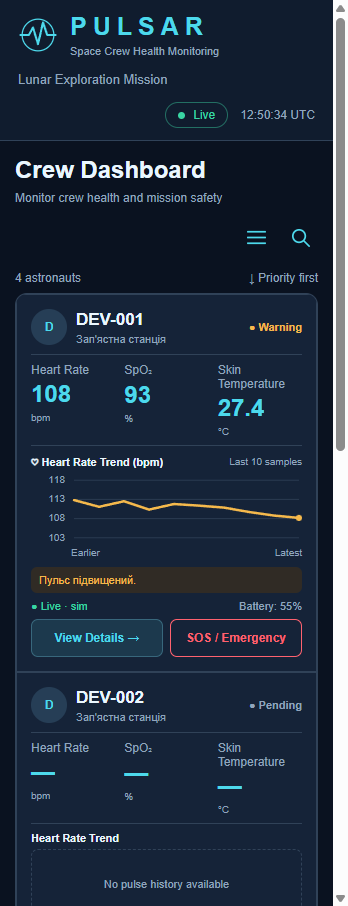 PULSAR
Space Crew Health Monitoring
Lunar Exploration Mission
● Live 12:50:34 UTC
Crew Dashboard
Monitor crew health and mission safety
4 astronauts ↓ Priority first
D DEV-001 ● Warning
Зап'ястна станція
Heart Rate SpO₂ Skin Temperature
108 93 27.4
bpm % °C
♡ Heart Rate Trend (bpm) Last 10 samples
118
113
108
103
Earlier Latest
Пульс підвищений.
● Live · sim Battery: 55%
View Details → SOS / Emergency
D DEV-002 ● Pending
Зап'ястна станція
Heart Rate SpO₂ Skin Temperature
— — —
bpm % °C
Heart Rate Trend
No pulse history available